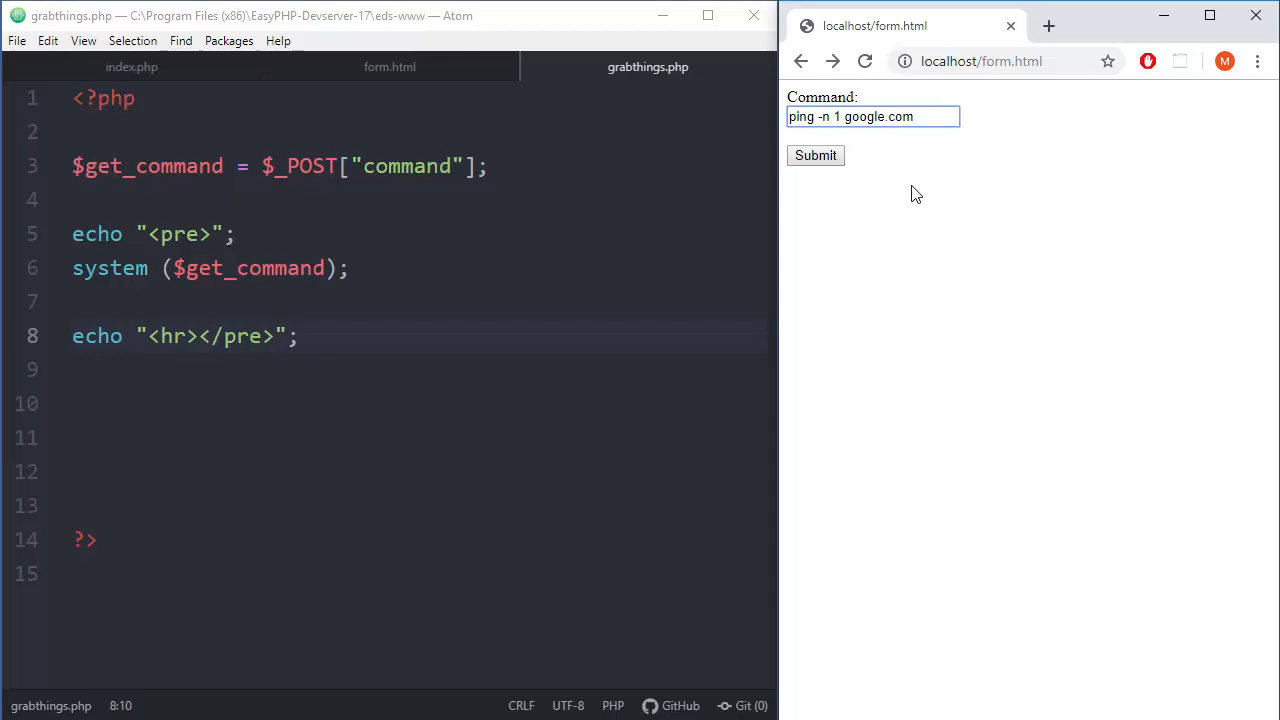 grabthings.php — C:\Program Files (x86)\EasyPHP-Devserver-17\eds-www — Atom
File Edit View Selection Find Packages Help
index.php form.html grabthings.php
1 <?php
2
3 $get_command = $_POST["command"];
4
5 echo "<pre>";
6 system ($get_command);
7
8 echo "<hr></pre>";
9
10
11
12
13
14 ?>
15
grabthings.php 8:10 CRLF UTF-8 PHP GitHub Git (0)
localhost/form.html
localhost/form.html M
Command:
ping -n 1 google.com
Submit